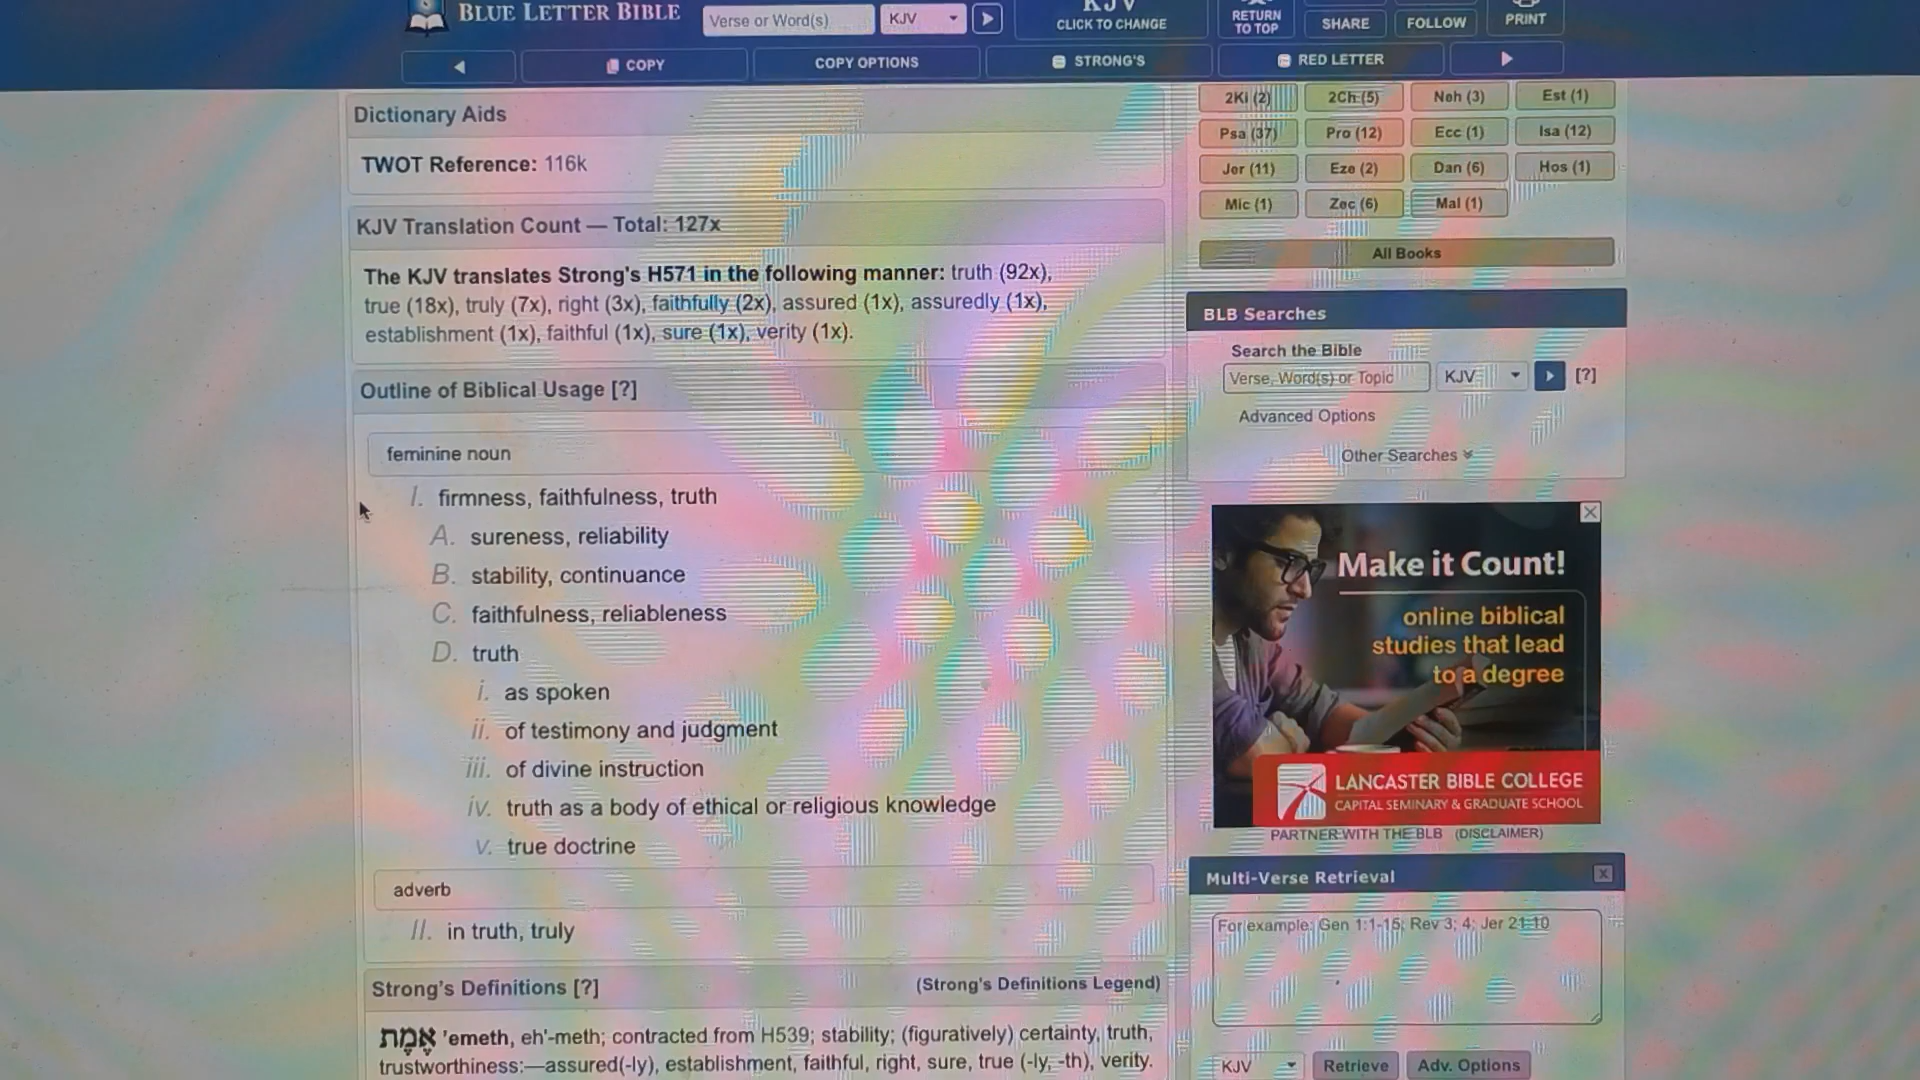 BLUE LETTER BIBLE
Verse or Word(s)
KJV
KJV
CLICK TO CHANGE
RETURN
TO TOP
SHARE
FOLLOW
PRINT
COPY
COPY OPTIONS
STRONG'S
RED LETTER
Dictionary Aids
TWOT Reference: 116k
KJV Translation Count — Total: 127x
The KJV translates Strong's H571 in the following manner: truth (92x),
true (18x), truly (7x), right (3x), faithfully (2x), assured (1x), assuredly (1x),
establishment (1x), faithful (1x), sure (1x), verity (1x).
Outline of Biblical Usage [?]
feminine noun
I. firmness, faithfulness, truth
A. sureness, reliability
B. stability, continuance
C. faithfulness, reliableness
D. truth
i. as spoken
ii. of testimony and judgment
iii. of divine instruction
iv. truth as a body of ethical or religious knowledge
v. true doctrine
adverb
II. in truth, truly
Strong's Definitions [?]
(Strong's Definitions Legend)
אֶמֶת 'emeth, eh'-meth; contracted from H539; stability; (figuratively) certainty, truth,
trustworthiness:—assured(-ly), establishment, faithful, right, sure, true (-ly, -th), verity.
2Ki (2) 2Ch (5) Neh (3) Est (1)
Psa (37) Pro (12) Ecc (1) Isa (12)
Jer (11) Eze (2) Dan (6) Hos (1)
Mic (1) Zec (6) Mal (1)
All Books
BLB Searches
Search the Bible
Verse, Word(s) or Topic
KJV
[?]
Advanced Options
Other Searches
Make it Count!
online biblical
studies that lead
to a degree
LANCASTER BIBLE COLLEGE
CAPITAL SEMINARY & GRADUATE SCHOOL
PARTNER WITH THE BLB (DISCLAIMER)
Multi-Verse Retrieval
X
For example: Gen 1:1-15; Rev 3; 4; Jer 21:10
KJV
Retrieve
Adv. Options